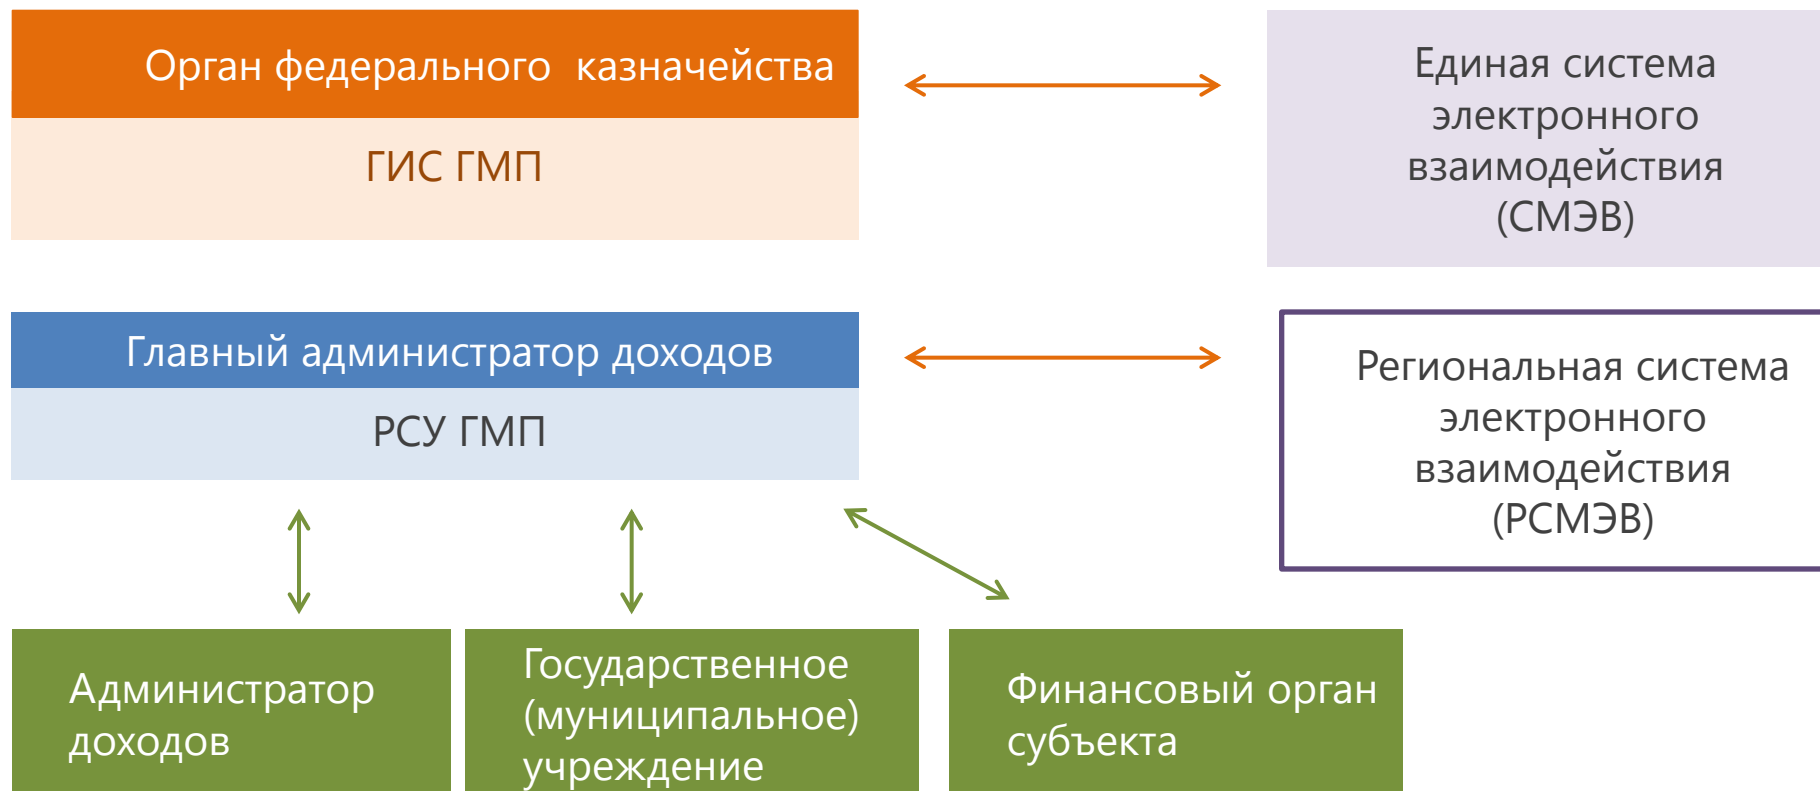 Орган федерального казначейства
ГИС ГМП
Единая система
электронного
взаимодействия
(СМЭВ)
Главный администратор доходов
РСУ ГМП
Региональная система
электронного
взаимодействия
(РСМЭВ)
Администратор
доходов
Государственное
(муниципальное)
учреждение
Финансовый орган
субъекта